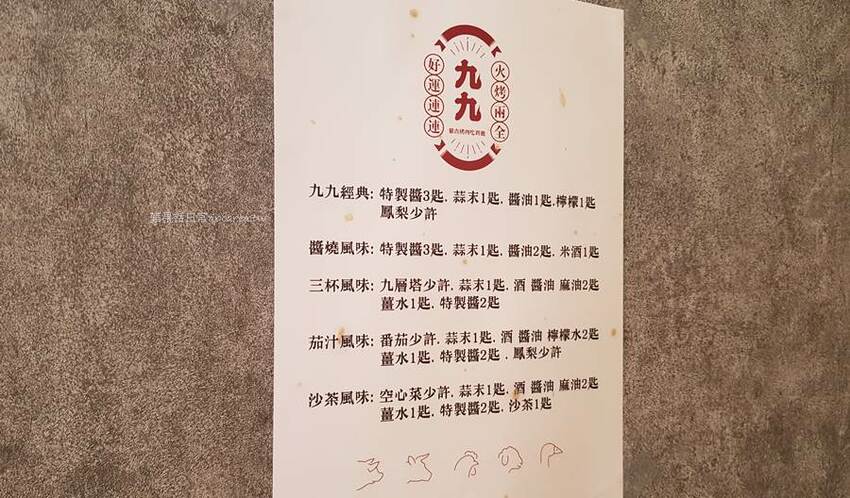 好運連連
九九
火烤兩全
蒙古烤肉吃到飽
九九經典: 特製醬3匙, 蒜末1匙, 醬油1匙,檸檬1匙
鳳梨少許
醬燒風味: 特製醬3匙, 蒜末1匙, 醬油2匙, 米酒1匙
三杯風味: 九層塔少許, 蒜末1匙, 酒 醬油 麻油2匙
薑水1匙, 特製醬2匙
茄汁風味: 番茄少許, 蒜末1匙, 酒 醬油 檸檬水2匙
薑水1匙, 特製醬2匙 , 鳳梨少許
沙茶風味: 空心菜少許, 蒜末1匙, 酒 醬油 麻油2匙
薑水1匙, 特製醬2匙, 沙茶1匙